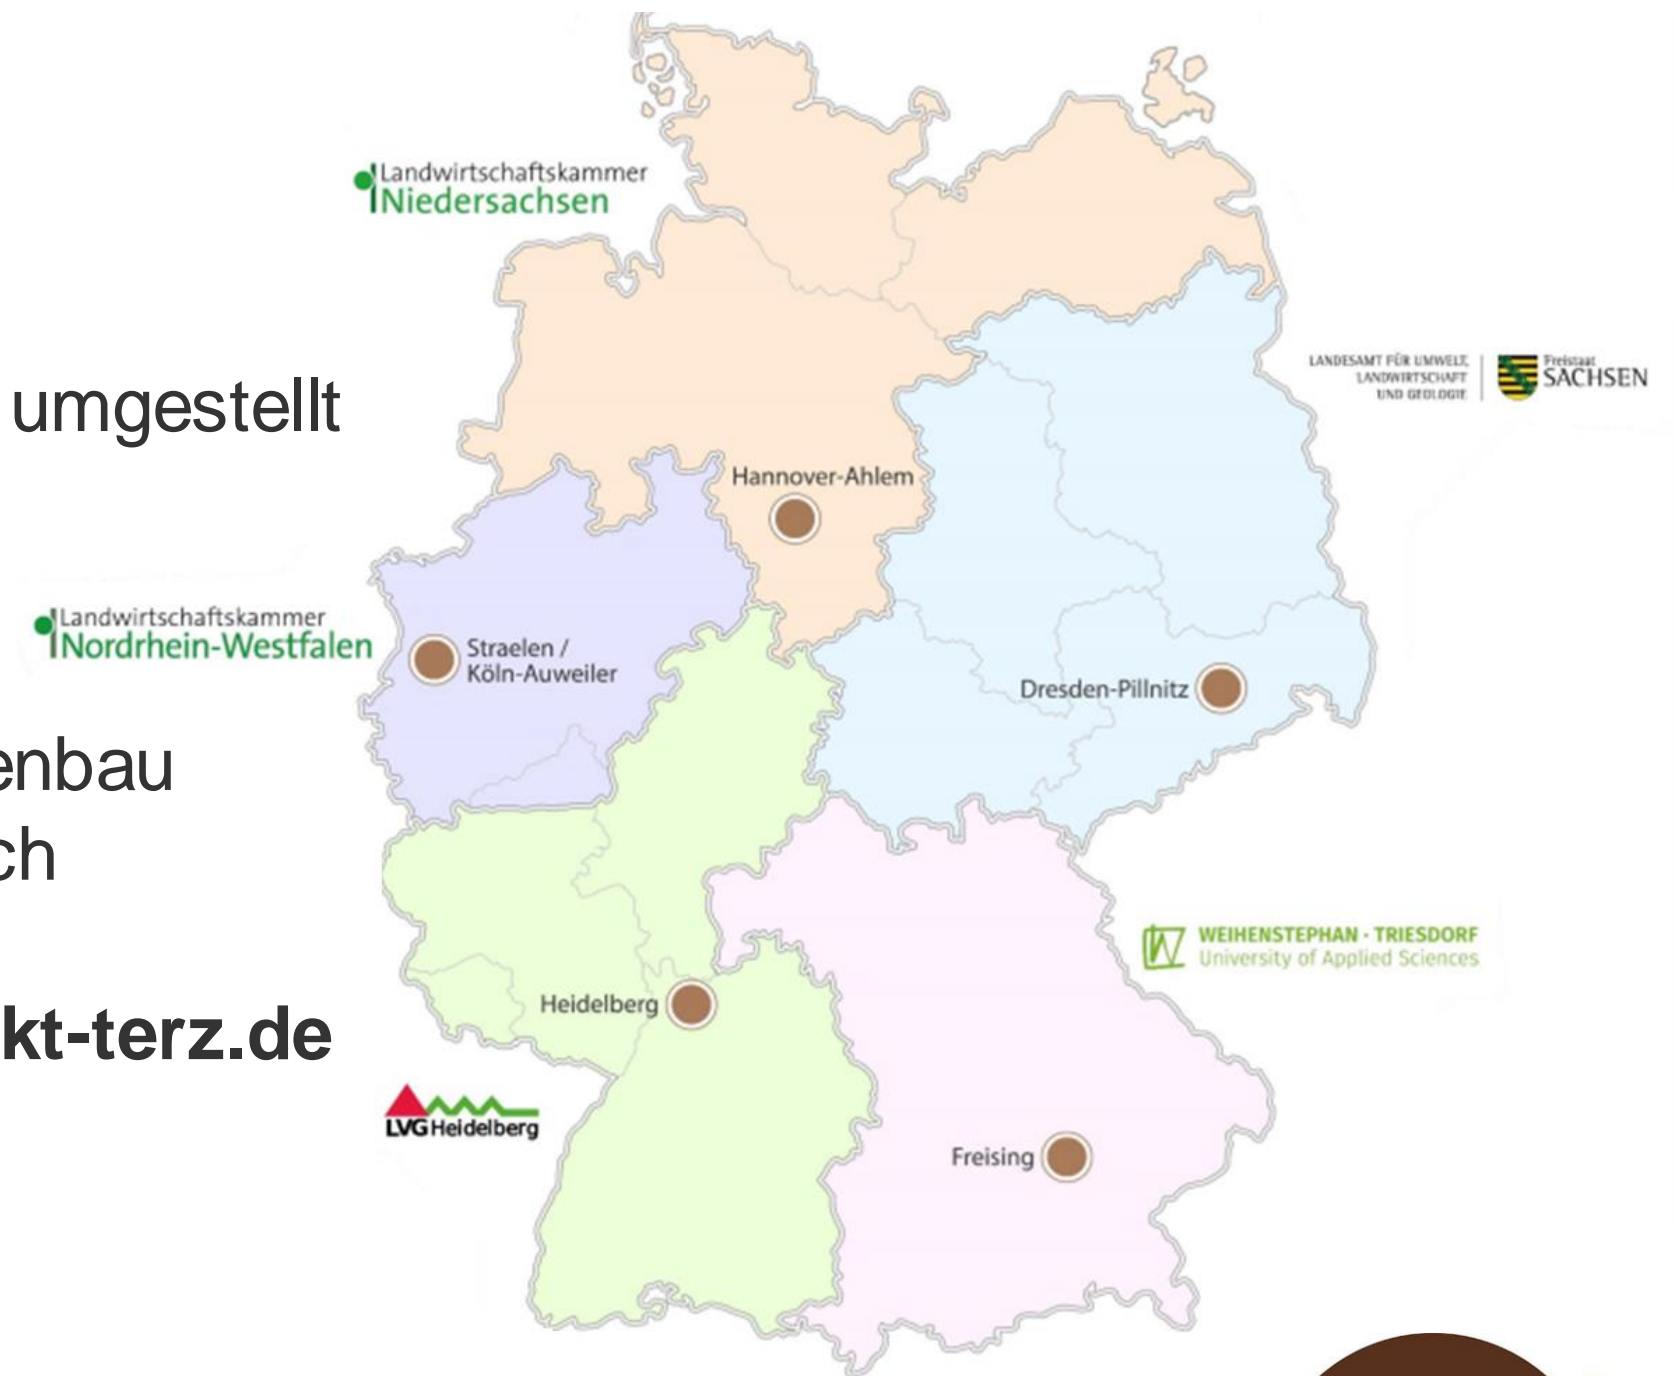 Landwirtschaftskammer
Niedersachsen
umgestellt
LANDESAMT FÜR UMWELT,
LANDWIRTSCHAFT
UND GEOLOGIE
Freistaat
SACHSEN
Hannover-Ahlem
Landwirtschaftskammer
Nordrhein-Westfalen
Straelen /
Köln-Auweiler
Dresden-Pillnitz
enbau
ch
WEIHENSTEPHAN · TRIESDORF
University of Applied Sciences
Heidelberg
kt-terz.de
LVG Heidelberg
Freising